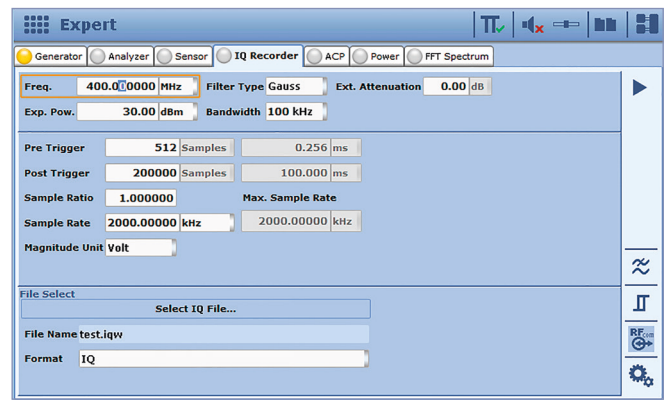 Expert
Generator Analyzer Sensor IQ Recorder ACP Power FFT Spectrum
Freq. 400.000000 MHz Filter Type Gauss Ext. Attenuation 0.00 dB
Exp. Pow. 30.00 dBm Bandwidth 100 kHz
Pre Trigger 512 Samples 0.256 ms
Post Trigger 200000 Samples 100.000 ms
Sample Ratio 1.000000 Max. Sample Rate
Sample Rate 2000.00000 kHz 2000.00000 kHz
Magnitude Unit Volt
File Select
Select IQ File...
File Name test.iqw
RFcom
Format IQ